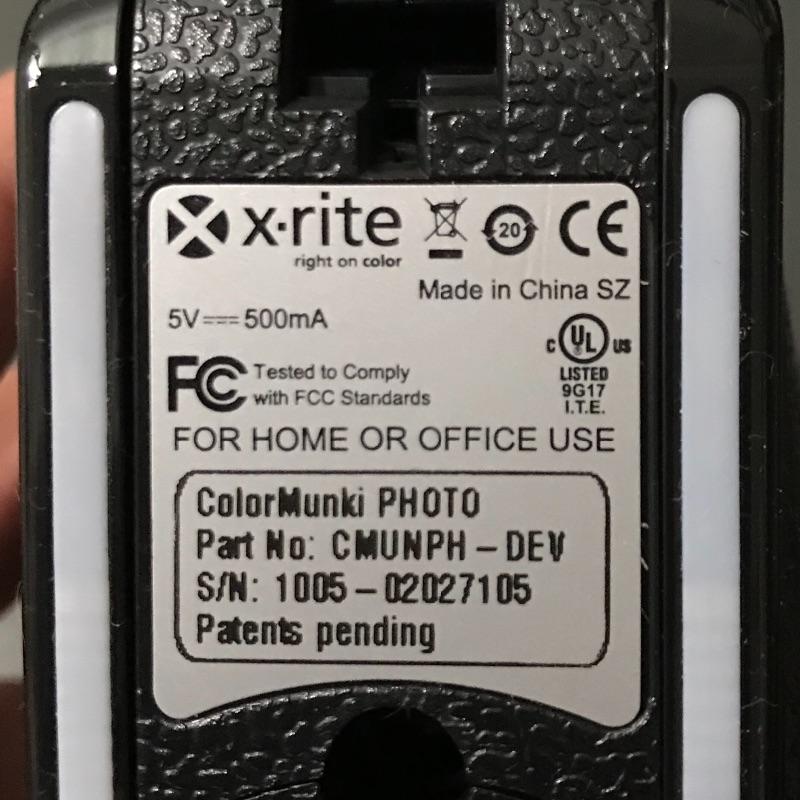 x·rite
right on color
20
CE
Made in China SZ
5V⎓500mA
FC Tested to Comply
with FCC Standards
C UL US
LISTED
9G17
I.T.E.
FOR HOME OR OFFICE USE
ColorMunki PHOTO
Part No: CMUNPH-DEV
S/N: 1005-02027105
Patents pending